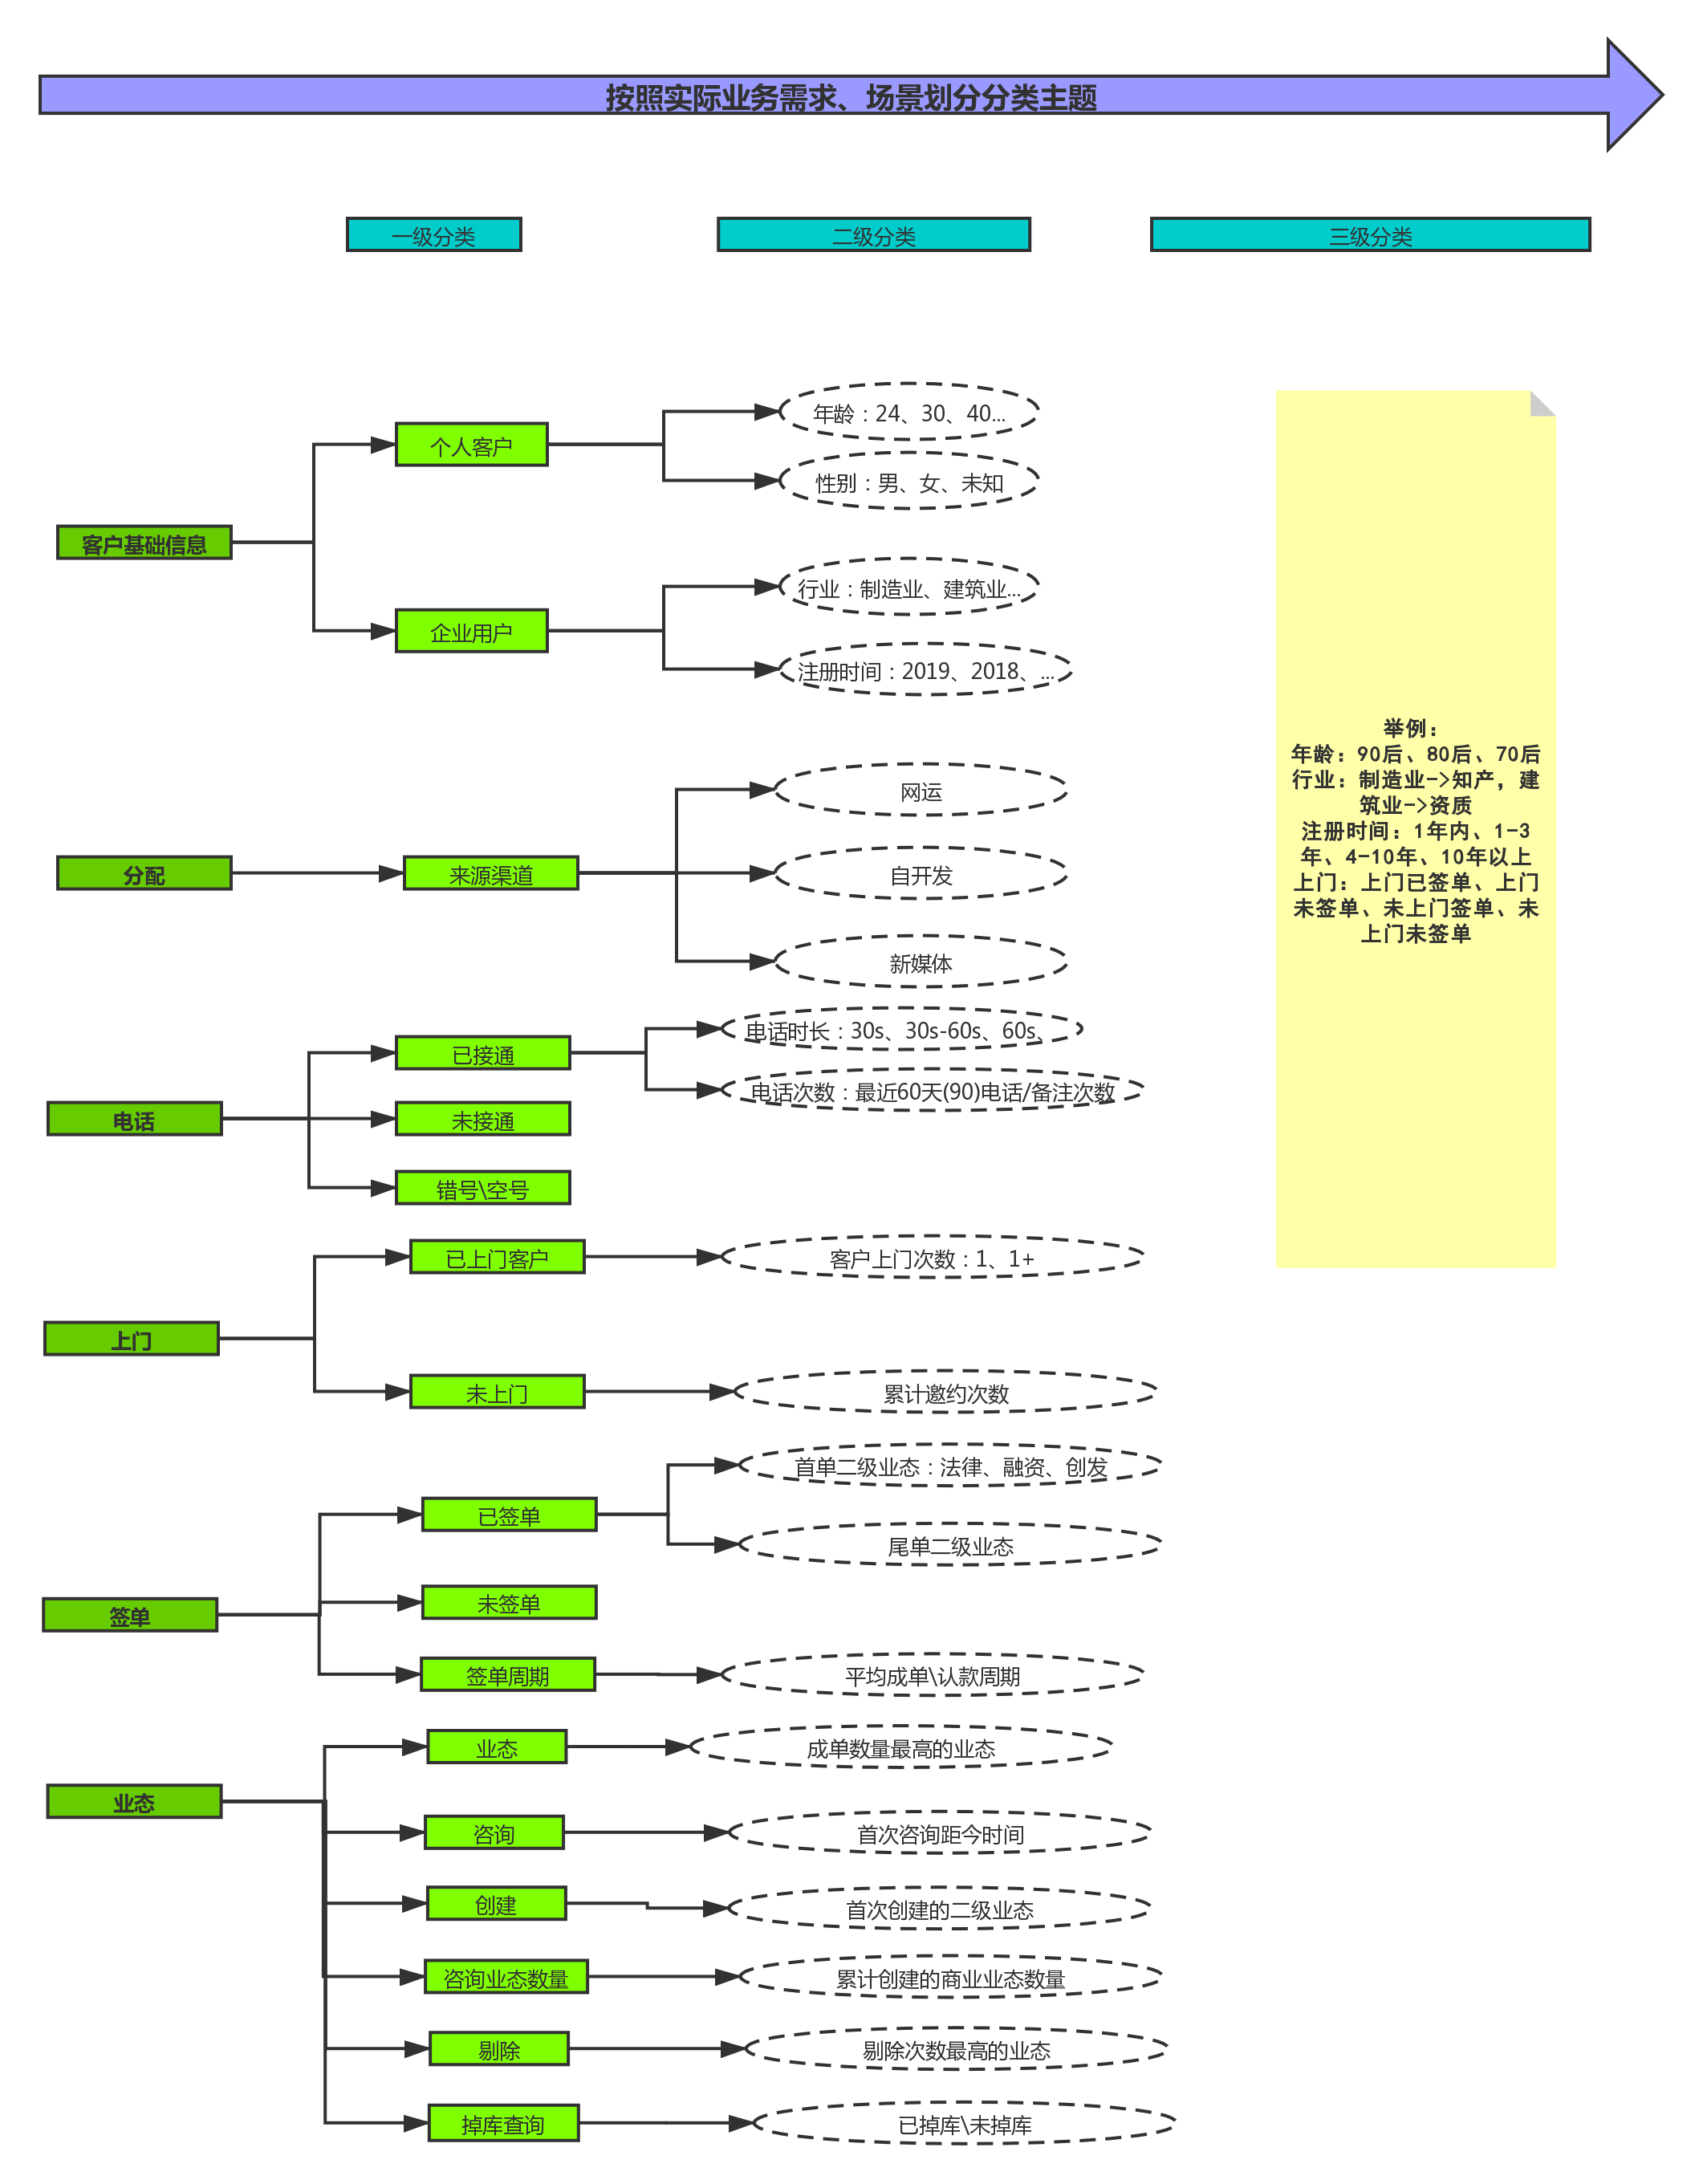 按照实际业务需求、场景划分分类主题
一级分类
二级分类
三级分类
客户基础信息
个人客户
年龄：24、30、40...
性别：男、女、未知
企业用户
行业：制造业、建筑业...
注册时间：2019、2018、...
分配
来源渠道
网运
自开发
新媒体
电话
已接通
电话时长：30s、30s-60s、60s、
电话次数：最近60天(90)电话/备注次数
未接通
错号\空号
上门
已上门客户
客户上门次数：1、1+
未上门
累计邀约次数
签单
已签单
首单二级业态：法律、融资、创发
尾单二级业态
未签单
签单周期
平均成单\认款周期
业态
业态
成单数量最高的业态
咨询
首次咨询距今时间
创建
首次创建的二级业态
咨询业态数量
累计创建的商业业态数量
剔除
剔除次数最高的业态
掉库查询
已掉库\未掉库
举例：
年龄：90后、80后、70后
行业：制造业->知产，建
筑业->资质
注册时间：1年内、1-3
年、4-10年、10年以上
上门：上门已签单、上门
未签单、未上门签单、未
上门未签单